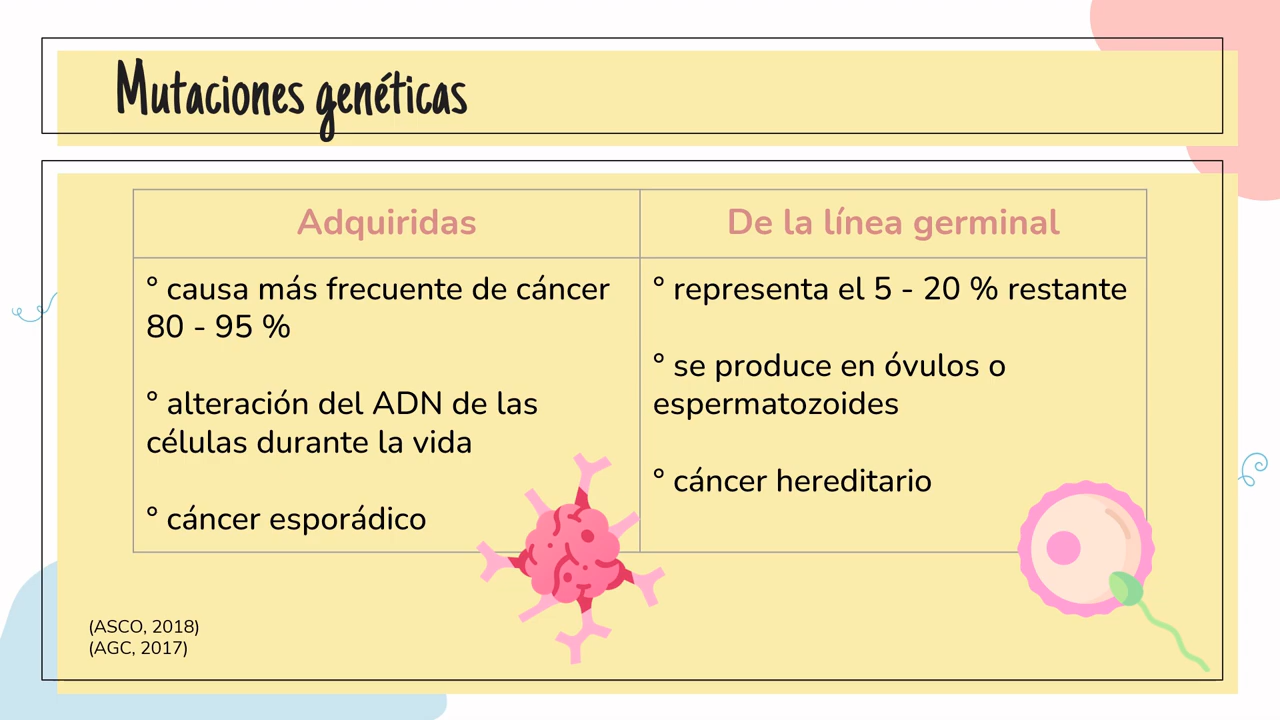 Mutaciones genéticas
Adquiridas
° causa más frecuente de cáncer
80 - 95 %
° alteración del ADN de las
células durante la vida
° cáncer esporádico
De la línea germinal
° representa el 5 - 20 % restante
° se produce en óvulos o
espermatozoides
° cáncer hereditario
(ASCO, 2018)
(AGC, 2017)